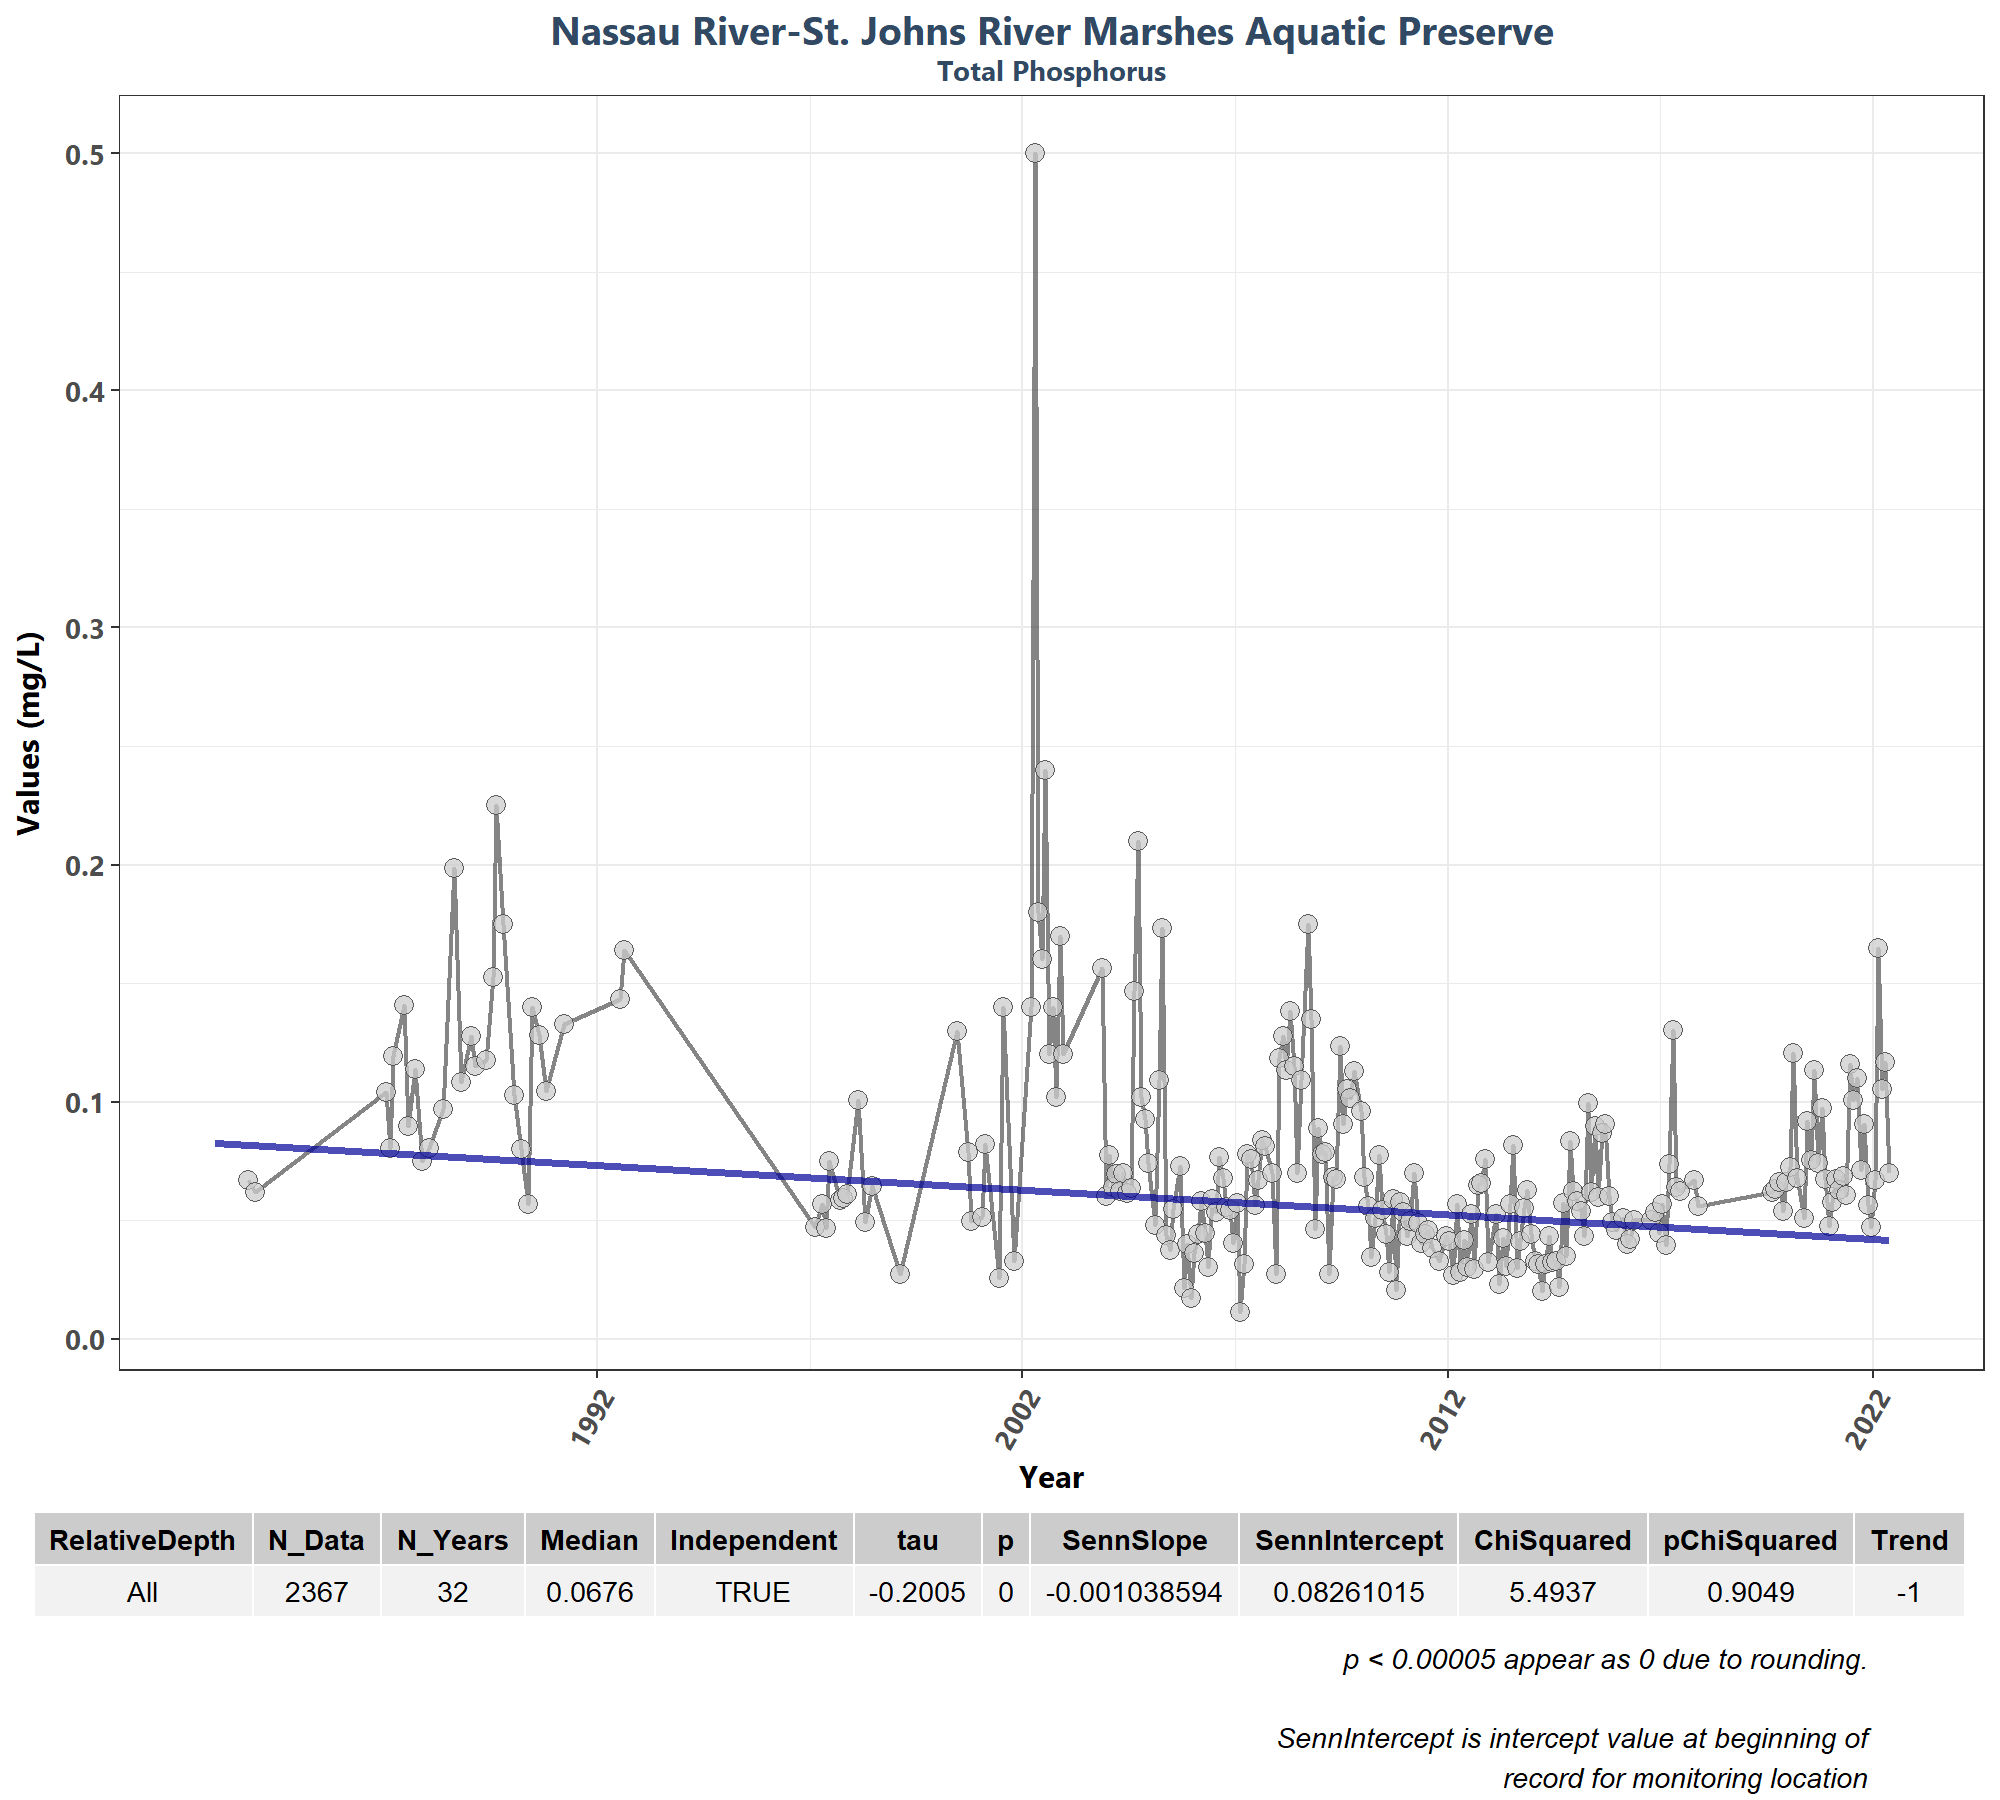 Nassau River-St. Johns River Marshes Aquatic Preserve
Total Phosphorus
Values (mg/L)
0.5
0.4
0.3
0.2
0.1
0.0
1992
2002
2012
2022
Year
RelativeDepth N_Data N_Years Median Independent tau p SennSlope SennIntercept ChiSquared pChiSquared Trend
All 2367 32 0.0676 TRUE -0.2005 0 -0.001038594 0.08261015 5.4937 0.9049 -1
p < 0.00005 appear as 0 due to rounding.
SennIntercept is intercept value at beginning of
record for monitoring location